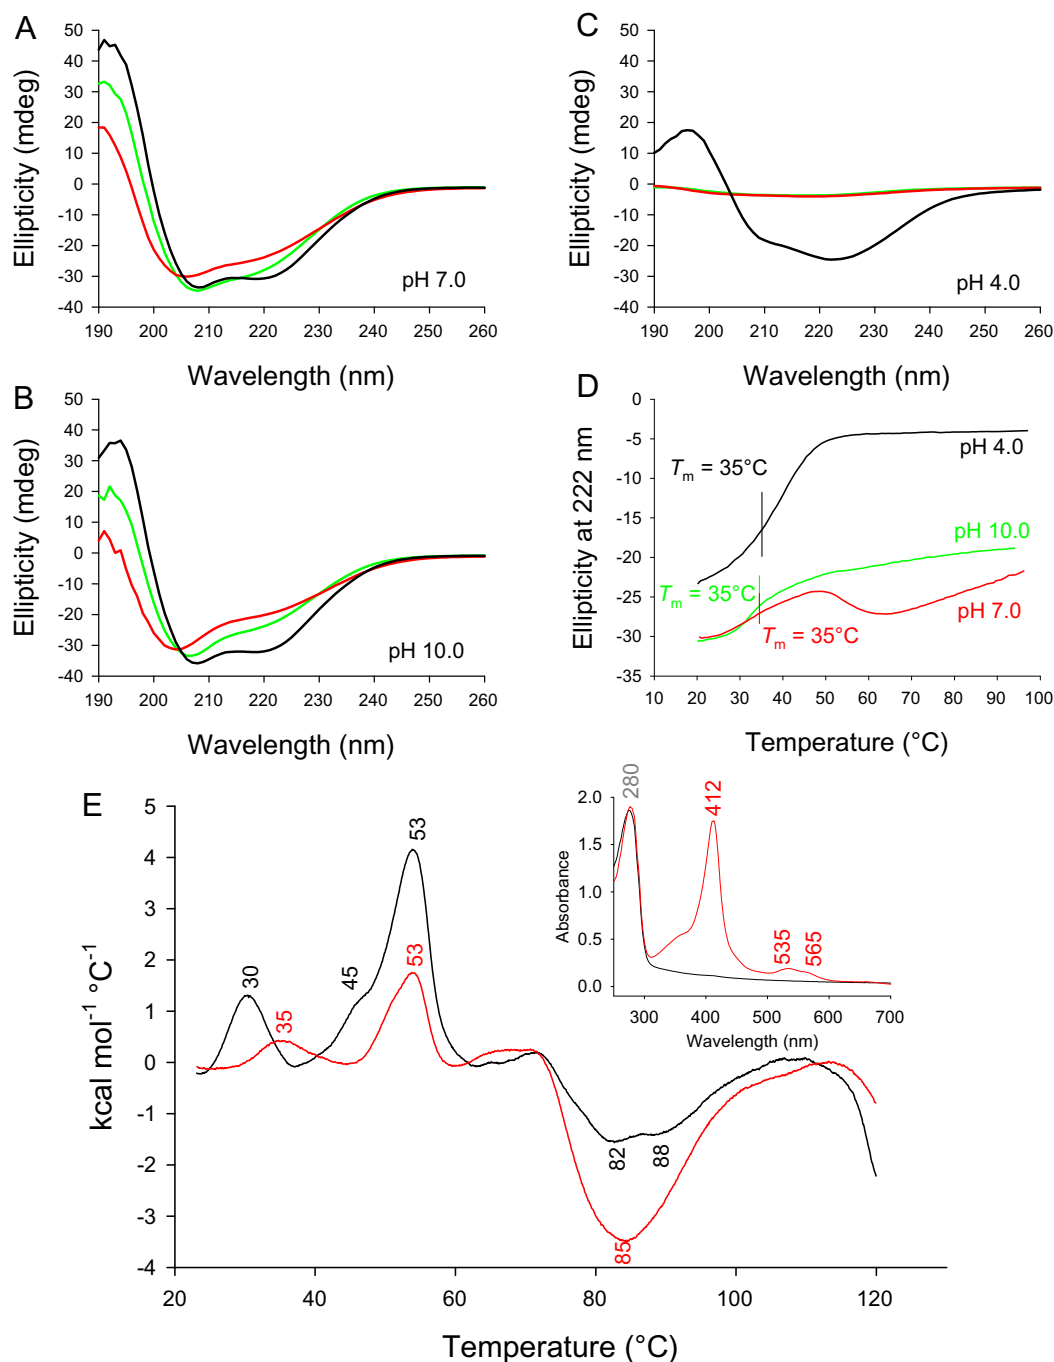 A
Ellipticity (mdeg)
50
40
30
20
10
0
-10
-20
-30
-40
pH 7.0
190 200 210 220 230 240 250 260
Wavelength (nm)
C
Ellipticity (mdeg)
50
40
30
20
10
0
-10
-20
-30
-40
pH 4.0
190 200 210 220 230 240 250 260
Wavelength (nm)
B
Ellipticity (mdeg)
50
40
30
20
10
0
-10
-20
-30
-40
pH 10.0
190 200 210 220 230 240 250 260
Wavelength (nm)
D
Ellipticity at 222 nm
0
-5
-10
-15
-20
-25
-30
-35
pH 4.0
Tm = 35°C
pH 10.0
Tm = 35°C
pH 7.0
Tm = 35°C
10 20 30 40 50 60 70 80 90 100
Temperature (°C)
E
kcal mol⁻¹ °C⁻¹
5
4
3
2
1
0
-1
-2
-3
-4
30
35
45
53
53
82
88
85
20 40 60 80 100 120
Temperature (°C)
Absorbance
2.0
1.5
1.0
0.5
0.0
280
412
535
565
300 400 500 600 700
Wavelength (nm)